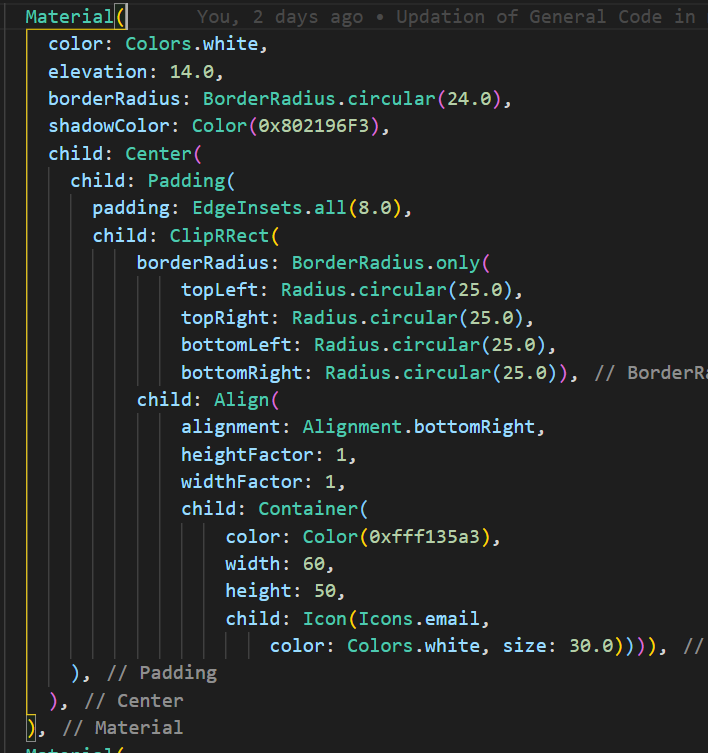 Material(    You, 2 days ago • Updation of General Code in
  color: Colors.white,
  elevation: 14.0,
  borderRadius: BorderRadius.circular(24.0),
  shadowColor: Color(0x802196F3),
  child: Center(
    child: Padding(
      padding: EdgeInsets.all(8.0),
      child: ClipRRect(
          borderRadius: BorderRadius.only(
              topLeft: Radius.circular(25.0),
              topRight: Radius.circular(25.0),
              bottomLeft: Radius.circular(25.0),
              bottomRight: Radius.circular(25.0)), // BorderRa
          child: Align(
              alignment: Alignment.bottomRight,
              heightFactor: 1,
              widthFactor: 1,
              child: Container(
                  color: Color(0xfff135a3),
                  width: 60,
                  height: 50,
                  child: Icon(Icons.email,
                      color: Colors.white, size: 30.0)))), //
    ), // Padding
  ), // Center
), // Material